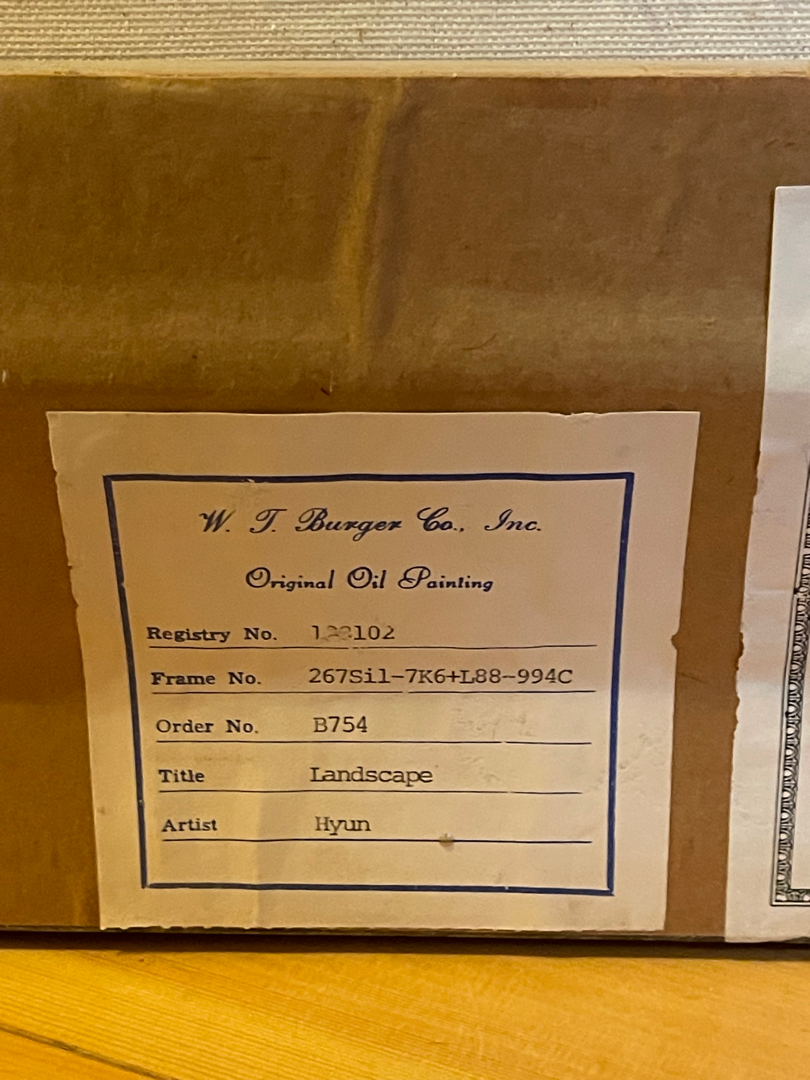 W. T. Burger Co., Inc.
Original Oil Painting
Registry No.
Frame No. 267Sil-7K6+L88-994C
Order No. B754
Title Landscape
Artist Hyun